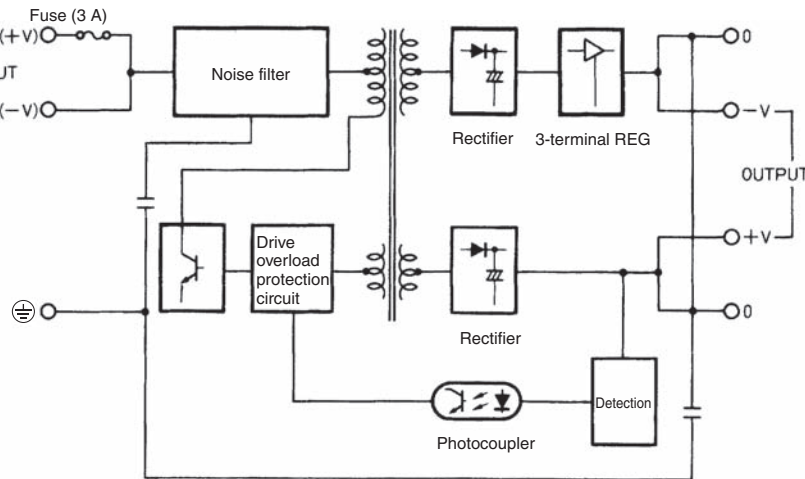 Fuse (3 A)
(+V)
UT
(−V)
Noise filter
Rectifier
3-terminal REG
0
−V
OUTPUT
+V
0
Drive
overload
protection
circuit
Rectifier
Detection
Photocoupler